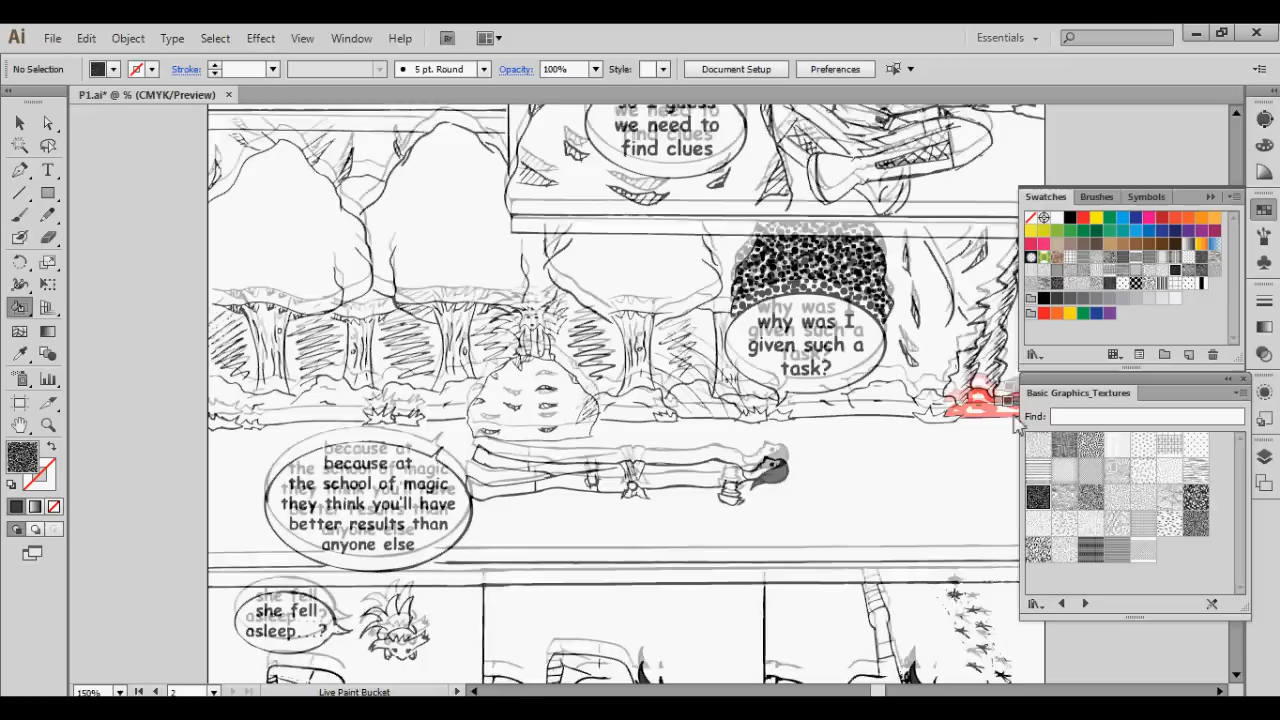 Ai File Edit Object Type Select Effect View Window Help Br Essentials
No Selection Stroke: 5 pt. Round Opacity: 100% Style: Document Setup Preferences
P1.ai* @ % (CMYK/Preview)
we need to
find clues
Swatches Brushes Symbols
why was I
given such a
task?
Basic Graphics_Textures
Find:
because at
the school of magic
they think you'll have
better results than
anyone else
she fell
asleep...?
150% 2 Live Paint Bucket